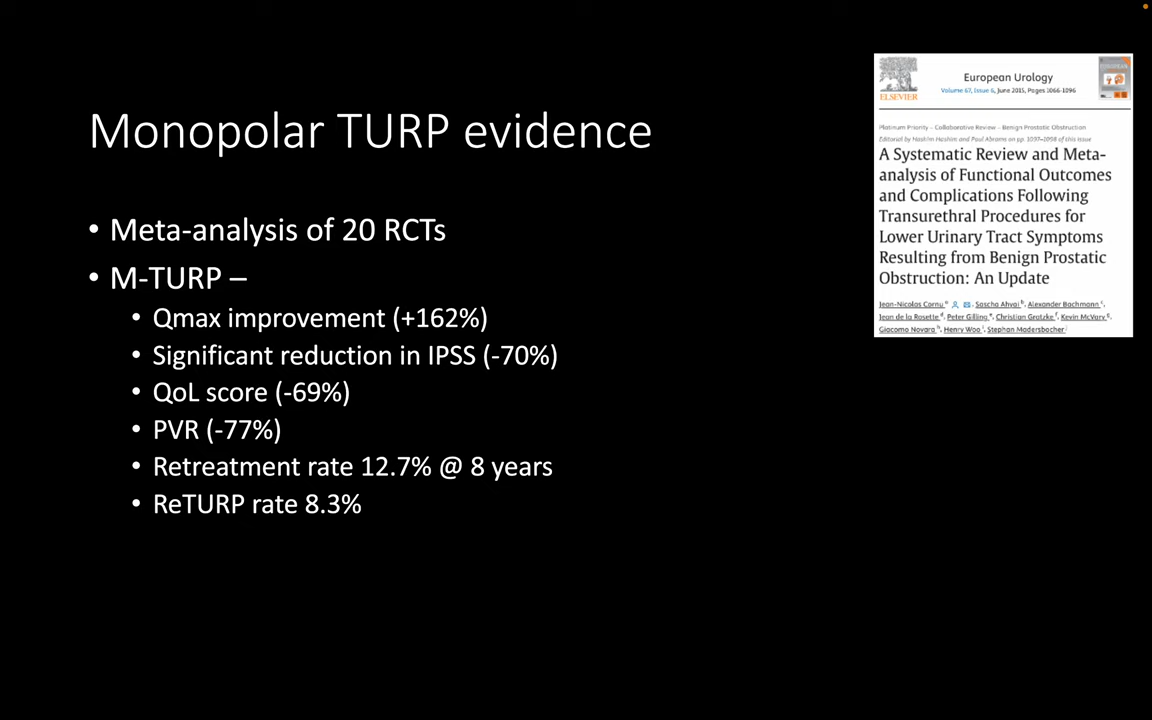 Monopolar TURP evidence
• Meta-analysis of 20 RCTs
• M-TURP –
• Qmax improvement (+162%)
• Significant reduction in IPSS (-70%)
• QoL score (-69%)
• PVR (-77%)
• Retreatment rate 12.7% @ 8 years
• ReTURP rate 8.3%
ELSEVIER
European Urology
Volume 67, Issue 6, June 2015, Pages 1066-1096
Platinum Priority – Collaborative Review – Benign Prostatic Obstruction
Editorial by Hashim Hashim and Paul Abrams on pp. 1097–1098 of this issue
A Systematic Review and Meta-
analysis of Functional Outcomes
and Complications Following
Transurethral Procedures for
Lower Urinary Tract Symptoms
Resulting from Benign Prostatic
Obstruction: An Update
Jean-Nicolas Cornu, Sascha Ahyai, Alexander Bachmann,
Jean de la Rosette, Peter Gilling, Christian Gratzke, Kevin McVary,
Giacomo Novara, Henry Woo, Stephan Madersbacher